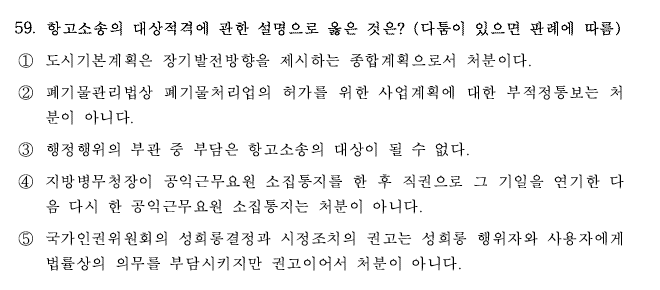 59. 항고소송의 대상적격에 관한 설명으로 옳은 것은? (다툼이 있으면 판례에 따름)
① 도시기본계획은 장기발전방향을 제시하는 종합계획으로서 처분이다.
② 폐기물관리법상 폐기물처리업의 허가를 위한 사업계획에 대한 부적정통보는 처
분이 아니다.
③ 행정행위의 부관 중 부담은 항고소송의 대상이 될 수 없다.
④ 지방병무청장이 공익근무요원 소집통지를 한 후 직권으로 그 기일을 연기한 다
음 다시 한 공익근무요원 소집통지는 처분이 아니다.
⑤ 국가인권위원회의 성희롱결정과 시정조치의 권고는 성희롱 행위자와 사용자에게
법률상의 의무를 부담시키지만 권고이어서 처분이 아니다.